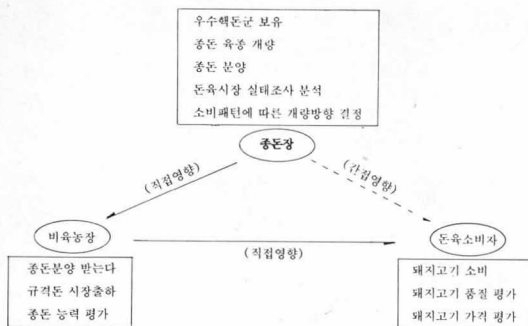 우수핵돈군 보유
종돈 육종 개량
종돈 분양
돈육시장 실태조사 분석
소비패턴에 따른 개량방향 결정
종돈장
(직접영향)
(간접영향)
비육농장
(직접영향)
돈육소비자
종돈분양 받는다
규격돈 시장출하
종돈 능력 평가
돼지고기 소비
돼지고기 품질 평가
돼지고기 가격 평가